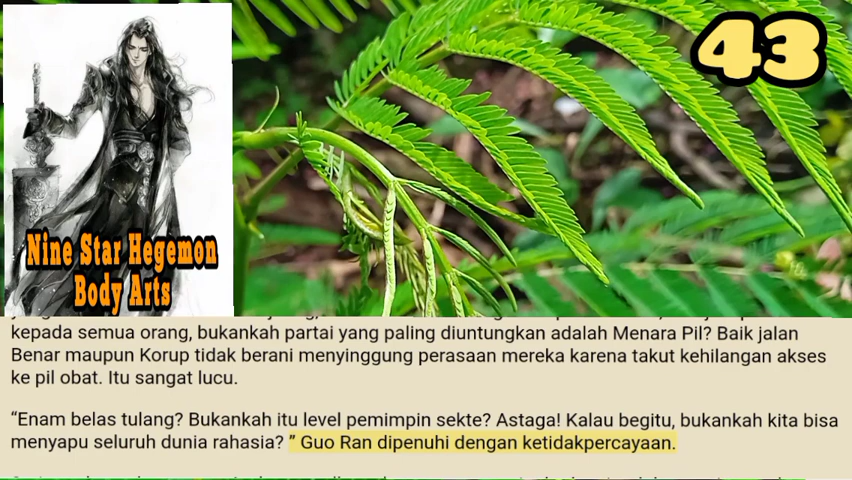 43
Nine Star Hegemon
Body Arts
kepada semua orang, bukankah partai yang paling diuntungkan adalah Menara Pil? Baik jalan
Benar maupun Korup tidak berani menyinggung perasaan mereka karena takut kehilangan akses
ke pil obat. Itu sangat lucu.
“Enam belas tulang? Bukankah itu level pemimpin sekte? Astaga! Kalau begitu, bukankah kita bisa
menyapu seluruh dunia rahasia? ” Guo Ran dipenuhi dengan ketidakpercayaan.